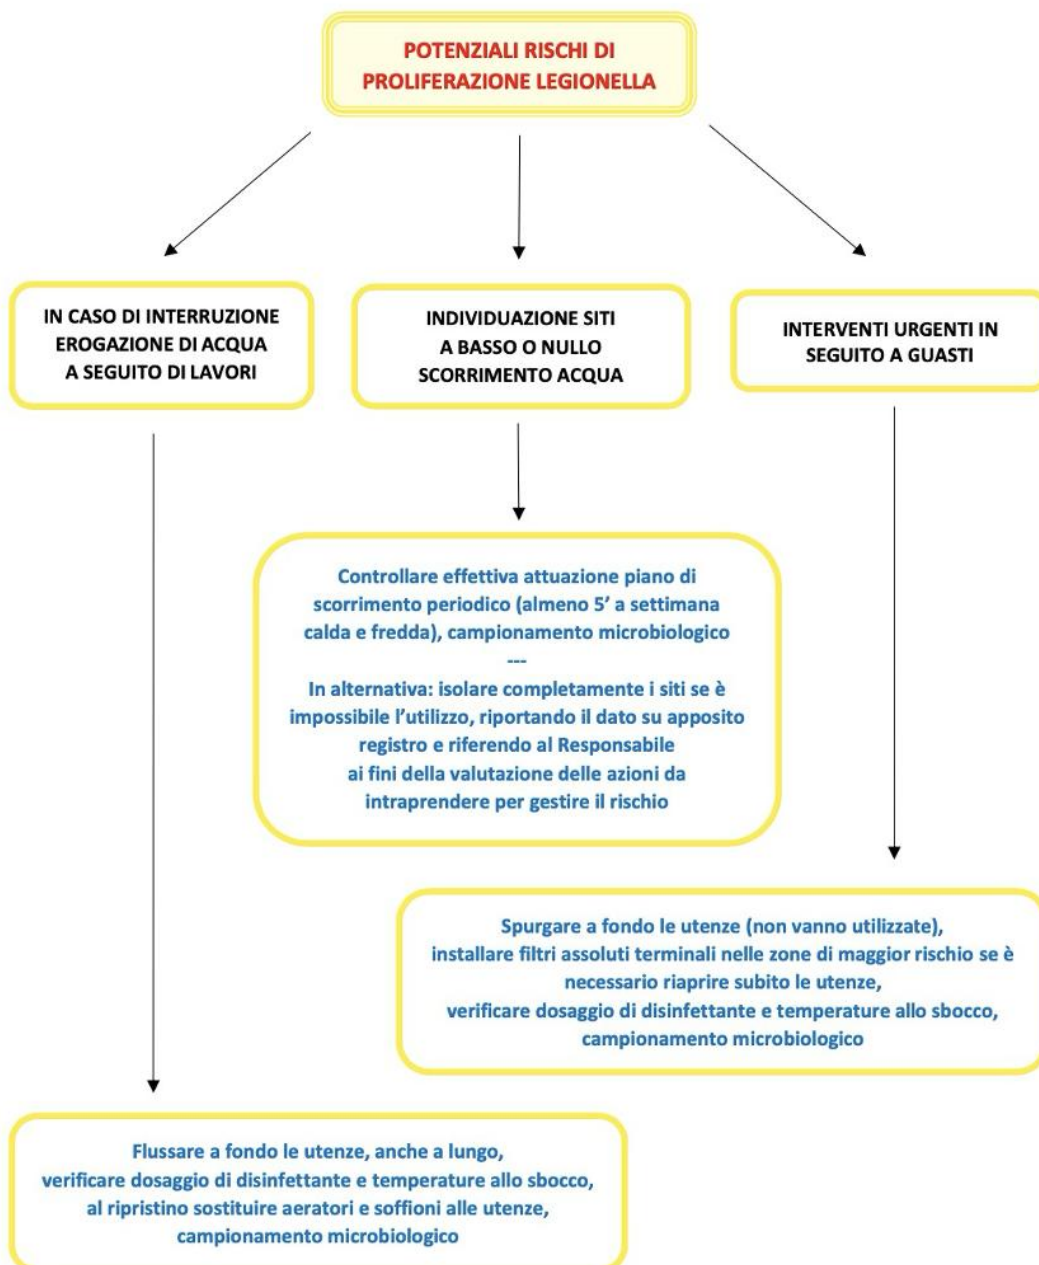 POTENZIALI RISCHI DI
PROLIFERAZIONE LEGIONELLA
IN CASO DI INTERRUZIONE
EROGAZIONE DI ACQUA
A SEGUITO DI LAVORI
INDIVIDUAZIONE SITI
A BASSO O NULLO
SCORRIMENTO ACQUA
INTERVENTI URGENTI IN
SEGUITO A GUASTI
Controllare effettiva attuazione piano di
scorrimento periodico (almeno 5’ a settimana
calda e fredda), campionamento microbiologico
---
In alternativa: isolare completamente i siti se è
impossibile l’utilizzo, riportando il dato su apposito
registro e riferendo al Responsabile
ai fini della valutazione delle azioni da
intraprendere per gestire il rischio
Spurgare a fondo le utenze (non vanno utilizzate),
installare filtri assoluti terminali nelle zone di maggior rischio se è
necessario riaprire subito le utenze,
verificare dosaggio di disinfettante e temperature allo sbocco,
campionamento microbiologico
Flussare a fondo le utenze, anche a lungo,
verificare dosaggio di disinfettante e temperature allo sbocco,
al ripristino sostituire aeratori e soffioni alle utenze,
campionamento microbiologico